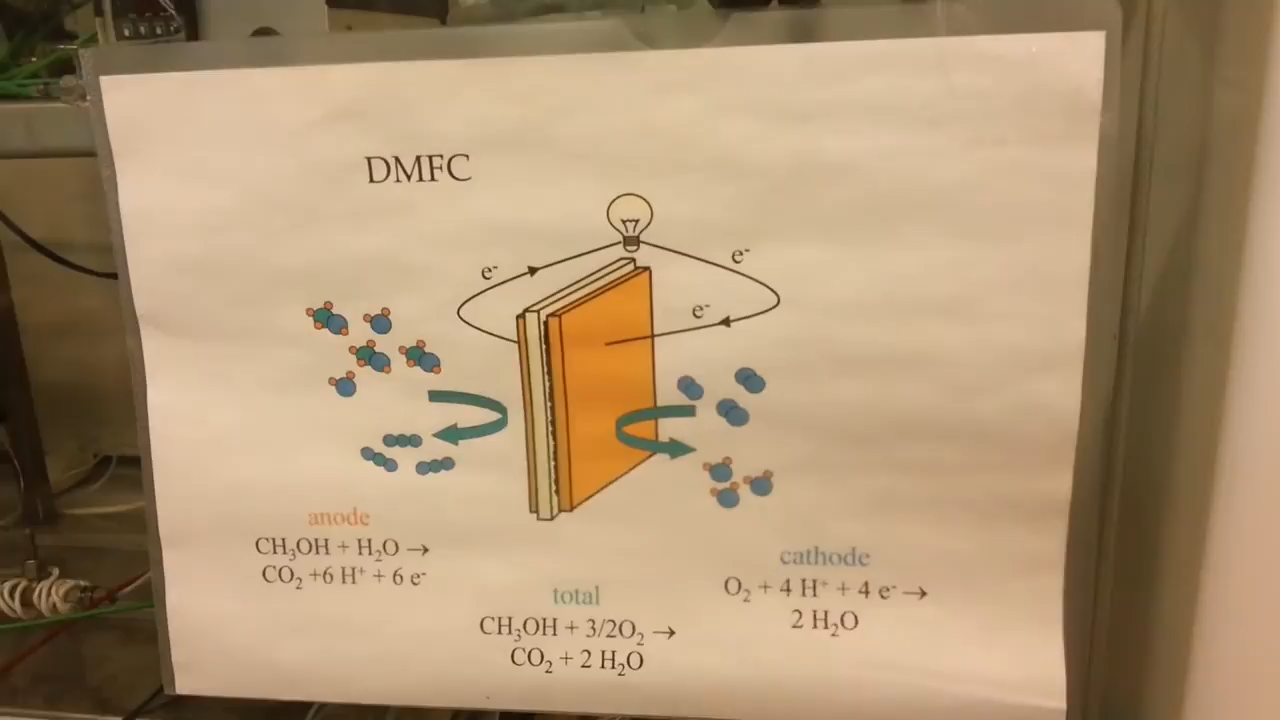 DMFC
e⁻
e⁻
e⁻
anode
CH₃OH + H₂O →
CO₂ +6 H⁺ + 6 e⁻
total
CH₃OH + 3/2O₂ →
CO₂ + 2 H₂O
cathode
O₂ + 4 H⁺ + 4 e⁻ →
2 H₂O